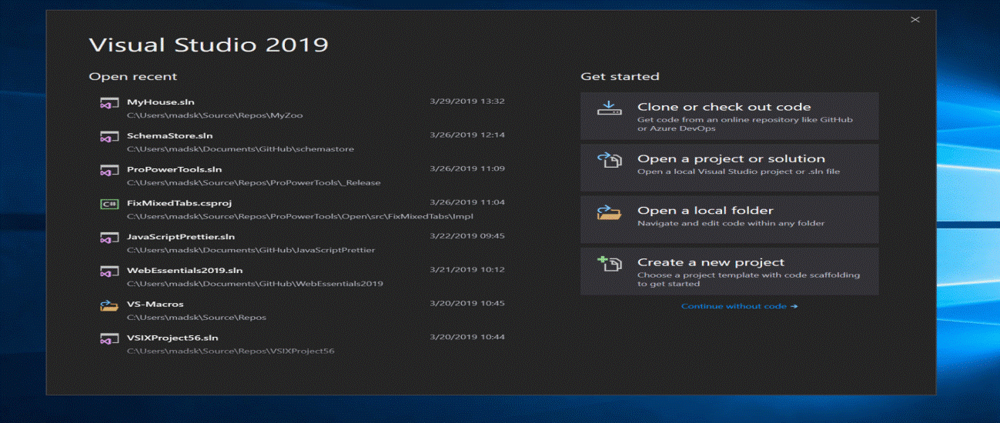 Visual Studio 2019
Open recent
MyHouse.sln 3/29/2019 13:32
C:\Users\madsk\Source\Repos\MyZoo
SchemaStore.sln 3/26/2019 12:14
C:\Users\madsk\Documents\GitHub\schemastore
ProPowerTools.sln 3/26/2019 11:09
C:\Users\madsk\Source\Repos\ProPowerTools\_Release
C# FixMixedTabs.csproj 3/26/2019 11:04
C:\Users\madsk\Source\Repos\ProPowerTools\Open\src\FixMixedTabs\Impl
JavaScriptPrettier.sln 3/22/2019 09:45
C:\Users\madsk\Documents\GitHub\JavaScriptPrettier
WebEssentials2019.sln 3/21/2019 10:12
C:\Users\madsk\Documents\GitHub\WebEssentials2019
VS-Macros 3/20/2019 10:45
C:\Users\madsk\Source\Repos
VSIXProject56.sln 3/20/2019 10:44
C:\Users\madsk\Source\Repos\VSIXProject56
Get started
Clone or check out code
Get code from an online repository like GitHub
or Azure DevOps
Open a project or solution
Open a local Visual Studio project or .sln file
Open a local folder
Navigate and edit code within any folder
Create a new project
Choose a project template with code scaffolding
to get started
Continue without code →